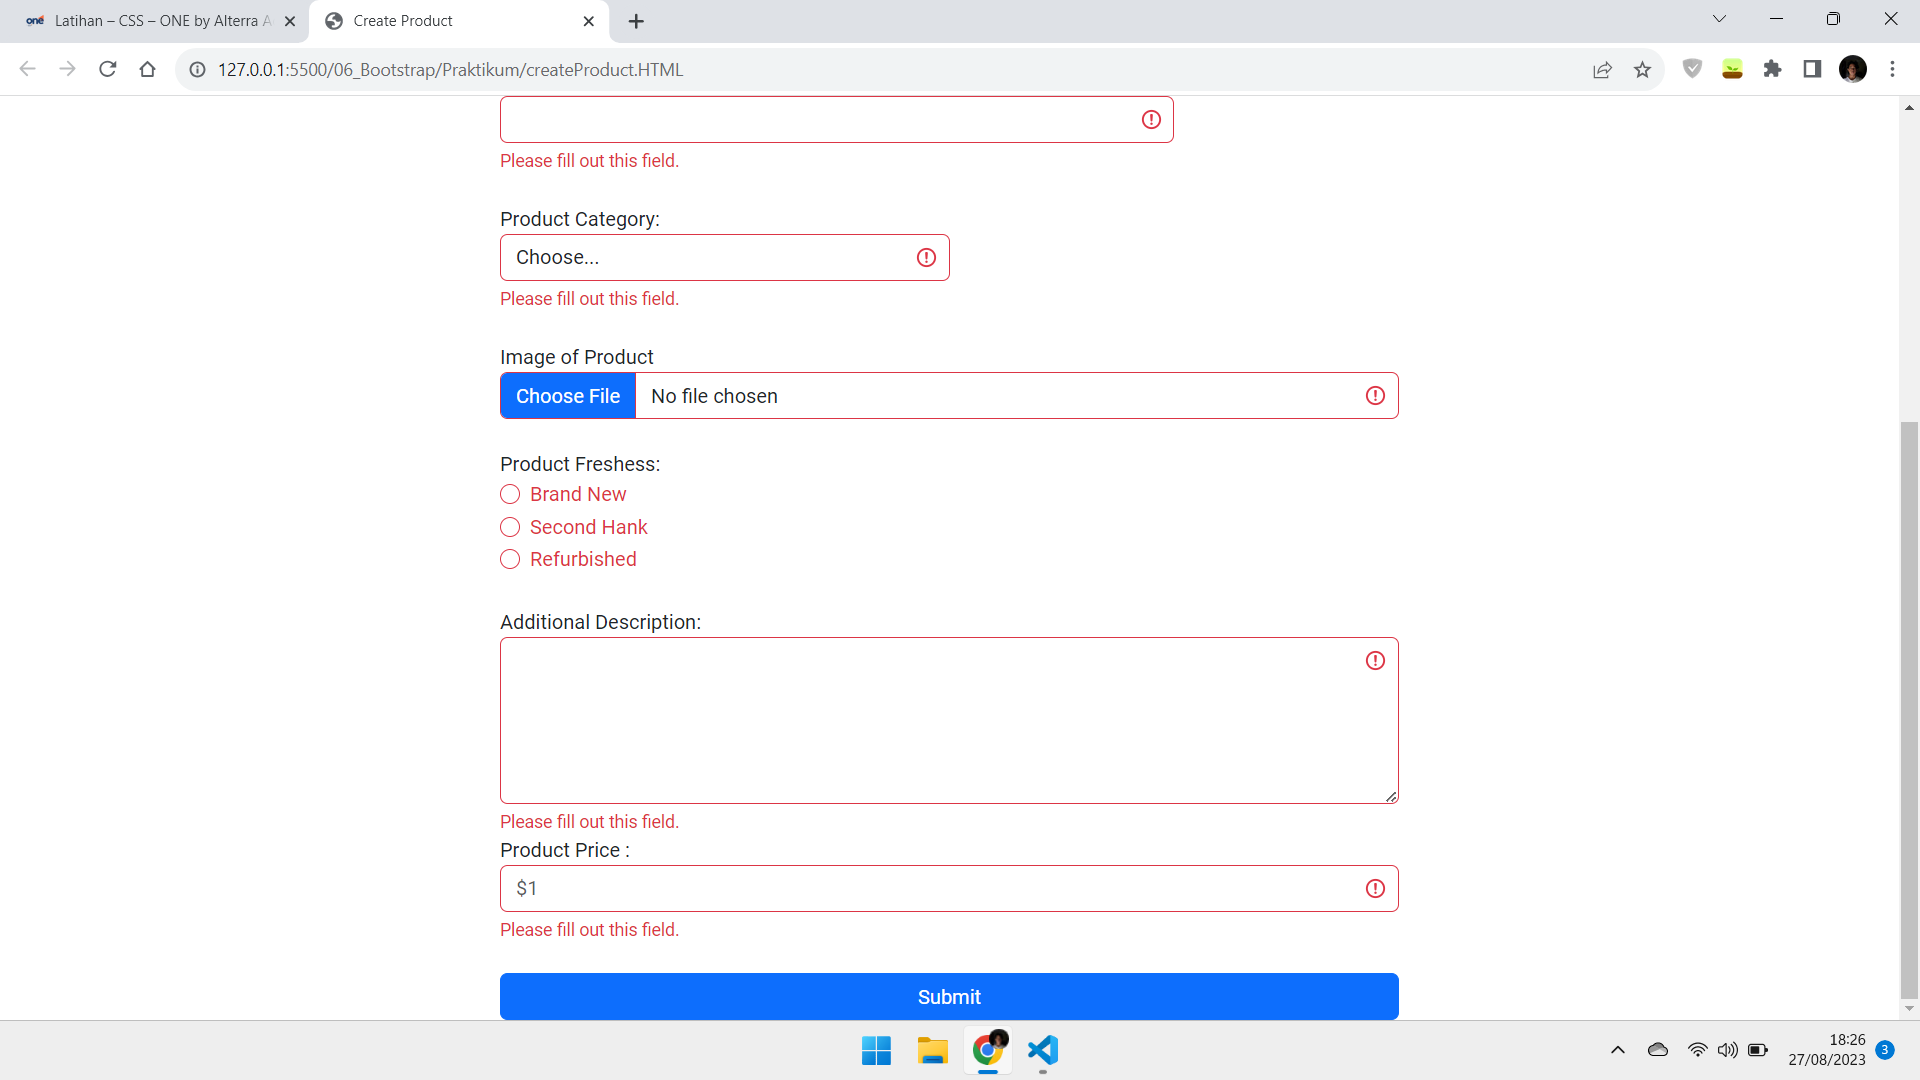 one Latihan – CSS – ONE by Alterra A
Create Product
127.0.0.1:5500/06_Bootstrap/Praktikum/createProduct.HTML
Please fill out this field.
Product Category:
Choose...
Please fill out this field.
Image of Product
Choose File No file chosen
Product Freshess:
Brand New
Second Hank
Refurbished
Additional Description:
Please fill out this field.
Product Price :
$1
Please fill out this field.
Submit
18:26
27/08/2023
3